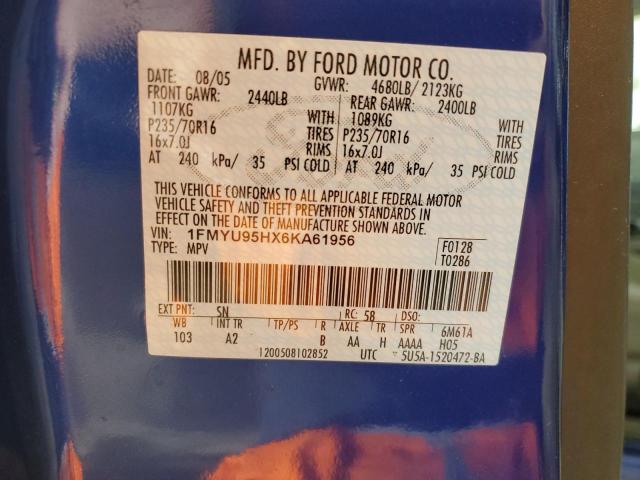 MFD. BY FORD MOTOR CO.
DATE: 08/05 GVWR: 4680LB/ 2123KG
FRONT GAWR: 2440LB REAR GAWR: 2400LB
1107KG WITH 1089KG WITH
P235/70R16 TIRES P235/70R16 TIRES
16x7.0J RIMS 16x7.0J RIMS
AT 240 kPa/ 35 PSI COLD AT 240 kPa/ 35 PSI COLD
THIS VEHICLE CONFORMS TO ALL APPLICABLE FEDERAL MOTOR
VEHICLE SAFETY AND THEFT PREVENTION STANDARDS IN
EFFECT ON THE DATE OF MANUFACTURE SHOWN ABOVE.
VIN: 1FMYU95HX6KA61956 F0128
TYPE: MPV T0286
EXT PNT: SN RC: 58 DSO:
WB INT TR TP/PS R AXLE TR SPR 6M61A
103 A2 B AA H AAAA H05
1200508102852 UTC 5U5A-1520472-BA